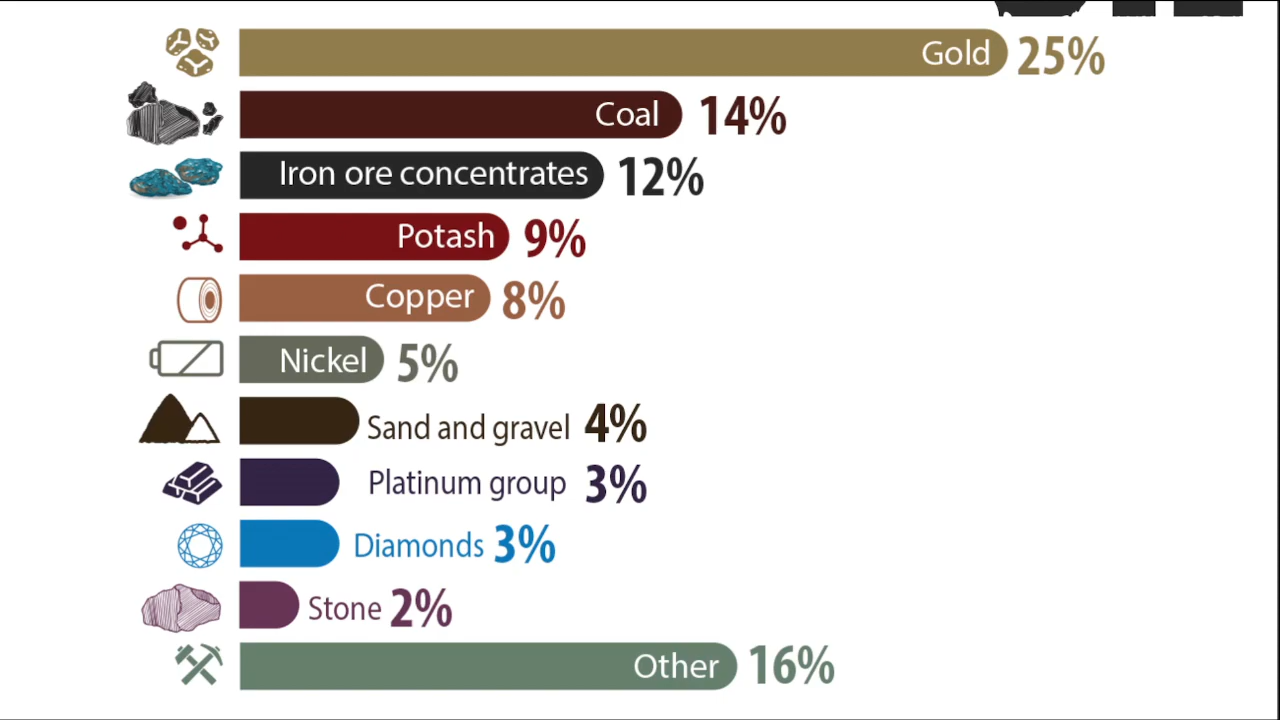 Gold 25%
Coal 14%
Iron ore concentrates 12%
Potash 9%
Copper 8%
Nickel 5%
Sand and gravel 4%
Platinum group 3%
Diamonds 3%
Stone 2%
Other 16%